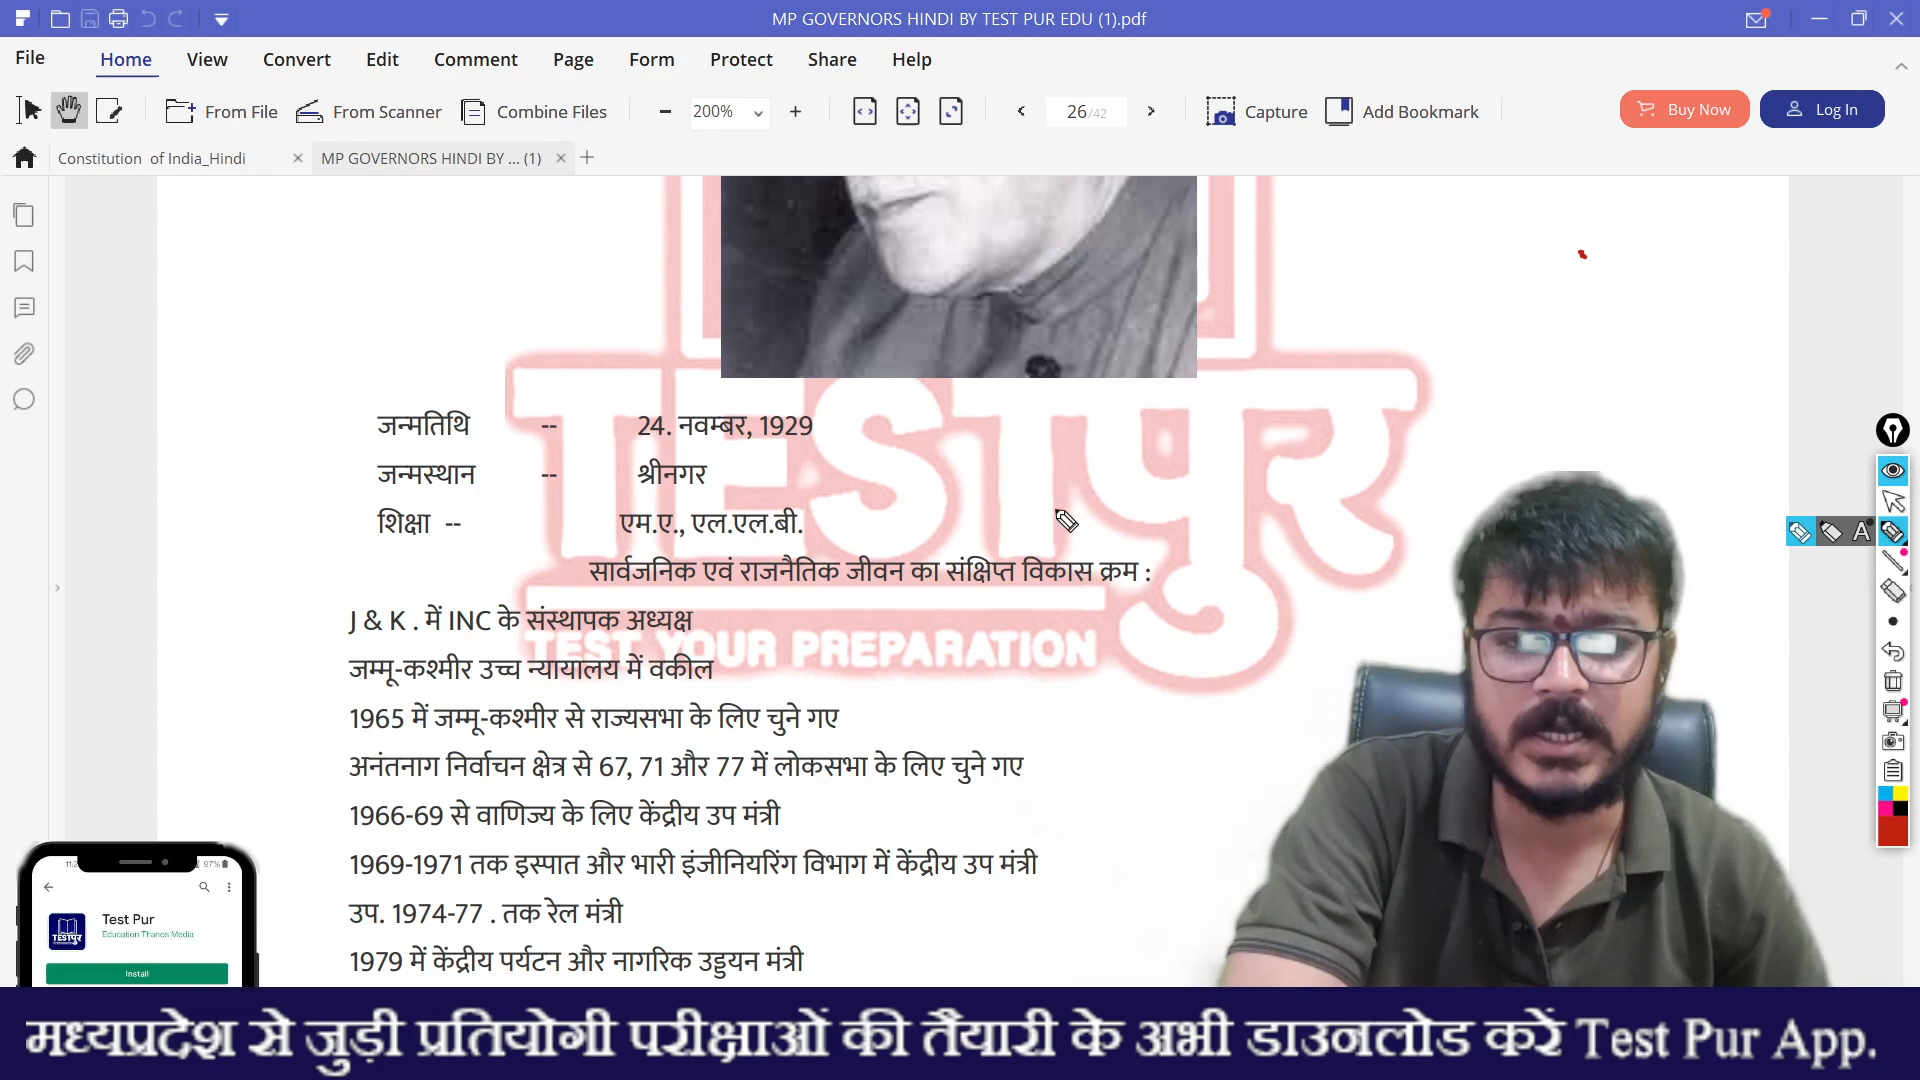 MP GOVERNORS HINDI BY TEST PUR EDU (1).pdf
File Home View Convert Edit Comment Page Form Protect Share Help
From File From Scanner Combine Files 200% 26/42 Capture Add Bookmark Buy Now Log In
Constitution of India_Hindi MP GOVERNORS HINDI BY ... (1)
TESTपुर
TEST YOUR PREPARATION
जन्मतिथि -- 24. नवम्बर, 1929
जन्मस्थान -- श्रीनगर
शिक्षा -- एम.ए., एल.एल.बी.
सार्वजनिक एवं राजनैतिक जीवन का संक्षिप्त विकास क्रम :
J & K . में INC के संस्थापक अध्यक्ष
जम्मू-कश्मीर उच्च न्यायालय में वकील
1965 में जम्मू-कश्मीर से राज्यसभा के लिए चुने गए
अनंतनाग निर्वाचन क्षेत्र से 67, 71 और 77 में लोकसभा के लिए चुने गए
1966-69 से वाणिज्य के लिए केंद्रीय उप मंत्री
1969-1971 तक इस्पात और भारी इंजीनियरिंग विभाग में केंद्रीय उप मंत्री
उप. 1974-77 . तक रेल मंत्री
1979 में केंद्रीय पर्यटन और नागरिक उड्डयन मंत्री
A
97%
Test Pur
Education Thanos Media
TESTपुर
Install
मध्यप्रदेश से जुड़ी प्रतियोगी परीक्षाओं की तैयारी के अभी डाउनलोड करें Test Pur App.